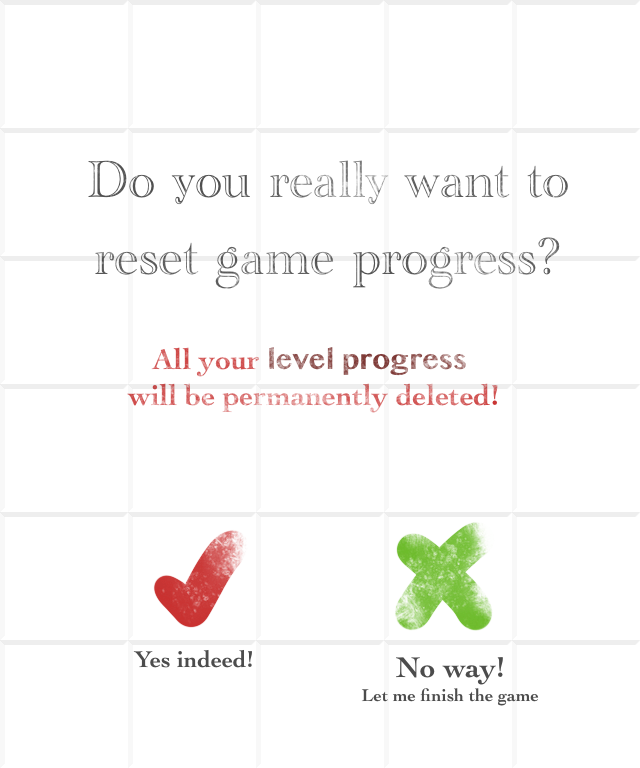 Do you really want to
reset game progress?
All your level progress
will be permanently deleted!
Yes indeed!
No way!
Let me finish the game